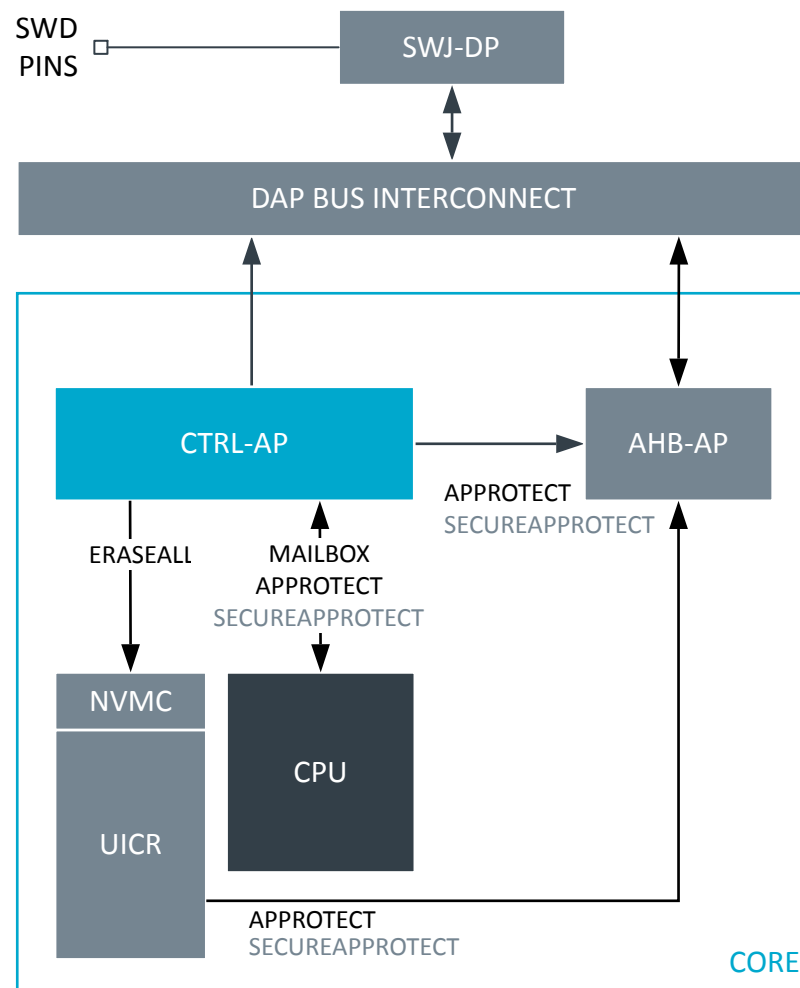 SWD
PINS
SWJ-DP
DAP BUS INTERCONNECT
CTRL-AP
AHB-AP
APPROTECT
SECUREAPPROTECT
ERASEALL
MAILBOX
APPROTECT
SECUREAPPROTECT
NVMC
CPU
UICR
APPROTECT
SECUREAPPROTECT
CORE